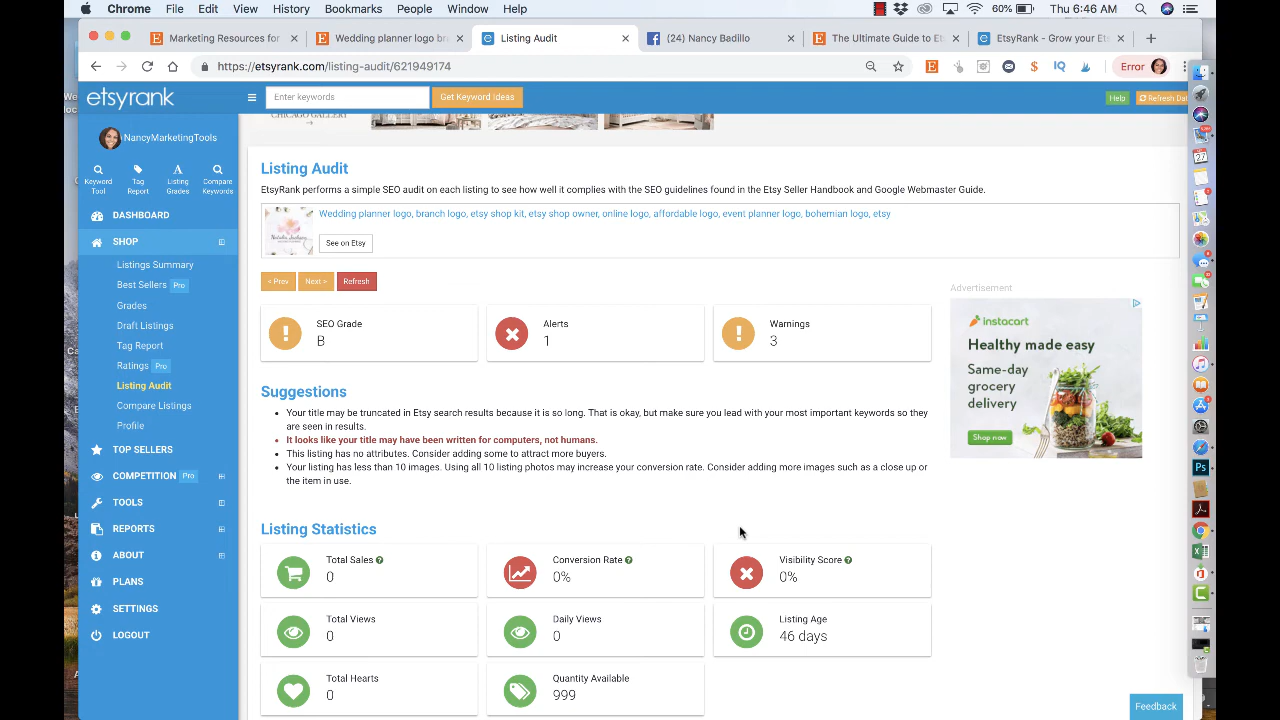 Chrome File Edit View History Bookmarks People Window Help 60% Thu 6:46 AM
Marketing Resources for × Wedding planner logo br × Listing Audit × (24) Nancy Badillo × The Ultimate Guide to Ets × EtsyRank - Grow your Et × +
https://etsyrank.com/listing-audit/621949174 Error
etsyrank Enter keywords Get Keyword Ideas Help Refresh Dat
CHICAGO GALLERY
NancyMarketingTools
Keyword Tool
Tag Report
Listing Grades
Compare Keywords
DASHBOARD
SHOP
Listings Summary
Best Sellers Pro
Grades
Draft Listings
Tag Report
Ratings Pro
Listing Audit
Compare Listings
Profile
TOP SELLERS
COMPETITION Pro
TOOLS
REPORTS
ABOUT
PLANS
SETTINGS
LOGOUT
Listing Audit
EtsyRank performs a simple SEO audit on each listing to see how well it complies with the SEO guidelines found in the Etsy Seller Handbook and Google Webmaster Guide.
Wedding planner logo, branch logo, etsy shop kit, etsy shop owner, online logo, affordable logo, event planner logo, bohemian logo, etsy
See on Etsy
< Prev Next > Refresh
SEO Grade
B
Alerts
1
Warnings
3
Suggestions
Your title may be truncated in Etsy search results because it is so long. That is okay, but make sure you lead with your most important keywords so they
are seen in results.
It looks like your title may have been written for computers, not humans.
This listing has no attributes. Consider adding some to attract more buyers.
Your listing has less than 10 images. Using all 10 listing photos may increase your conversion rate. Consider adding more images such as a close up or
the item in use.
Listing Statistics
Total Sales
0
Conversion Rate
0%
Visibility Score
0%
Total Views
0
Daily Views
Listing Age
46 days
Total Hearts
0
Quantity Available
999
Advertisement
instacart
Healthy made easy
Same-day
grocery
delivery
Shop now
Feedback